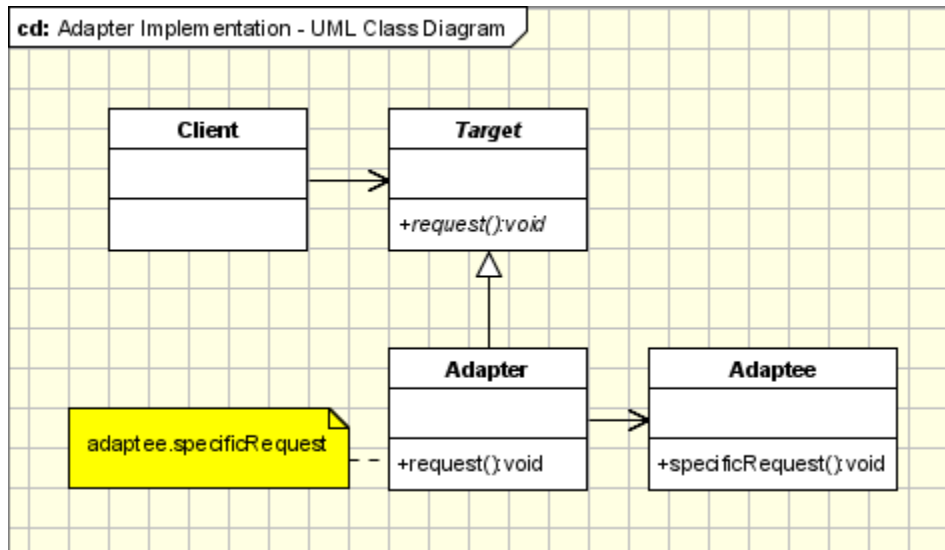 cd: Adapter Implementation - UML Class Diagram
Client
Target
+request():void
Adapter
Adaptee
adaptee.specificRequest
+request():void
+specificRequest():void